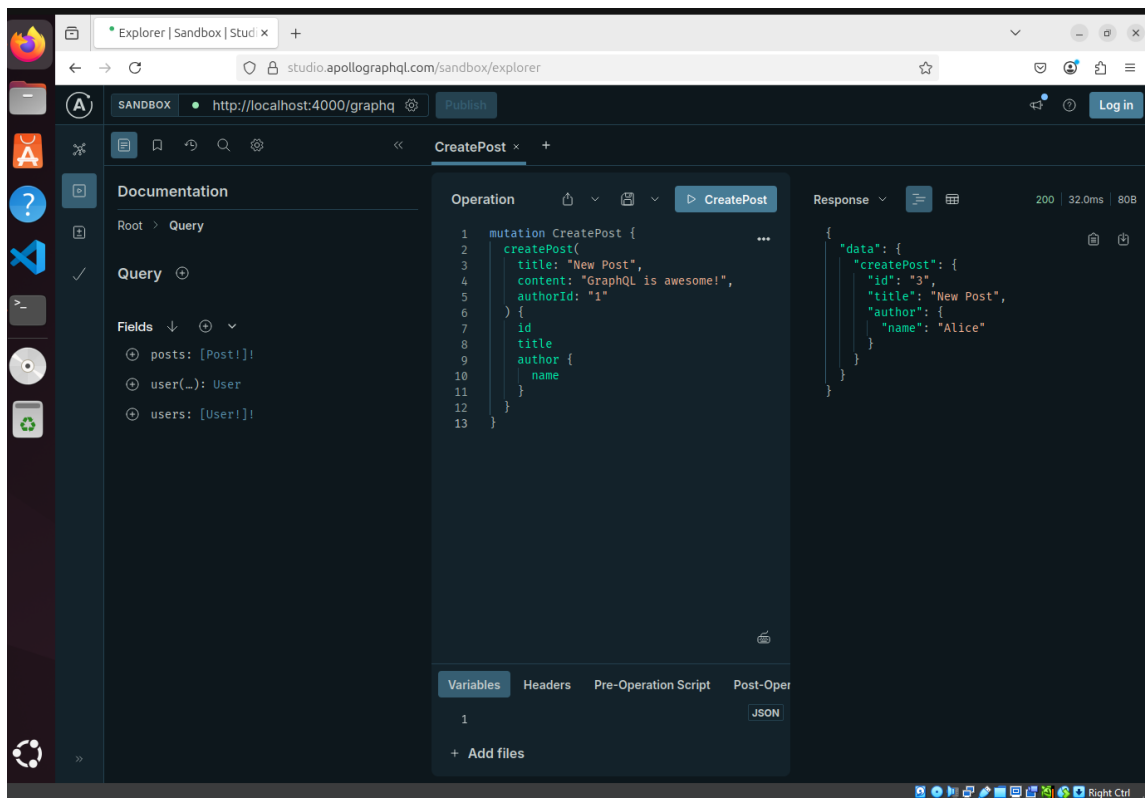 Explorer | Sandbox | Studi
studio.apollographql.com/sandbox/explorer
SANDBOX http://localhost:4000/graphq Publish Log in
CreatePost
Documentation
Root > Query
Query
Fields
posts: [Post!]!
user(…): User
users: [User!]!
Operation CreatePost
1 mutation CreatePost {
2 createPost(
3 title: "New Post",
4 content: "GraphQL is awesome!",
5 authorId: "1"
6 ) {
7 id
8 title
9 author {
10 name
11 }
12 }
13 }
Variables Headers Pre-Operation Script Post-Oper
1 JSON
+ Add files
Response 200 32.0ms 80B
{
"data": {
"createPost": {
"id": "3",
"title": "New Post",
"author": {
"name": "Alice"
}
}
}
}
Right Ctrl